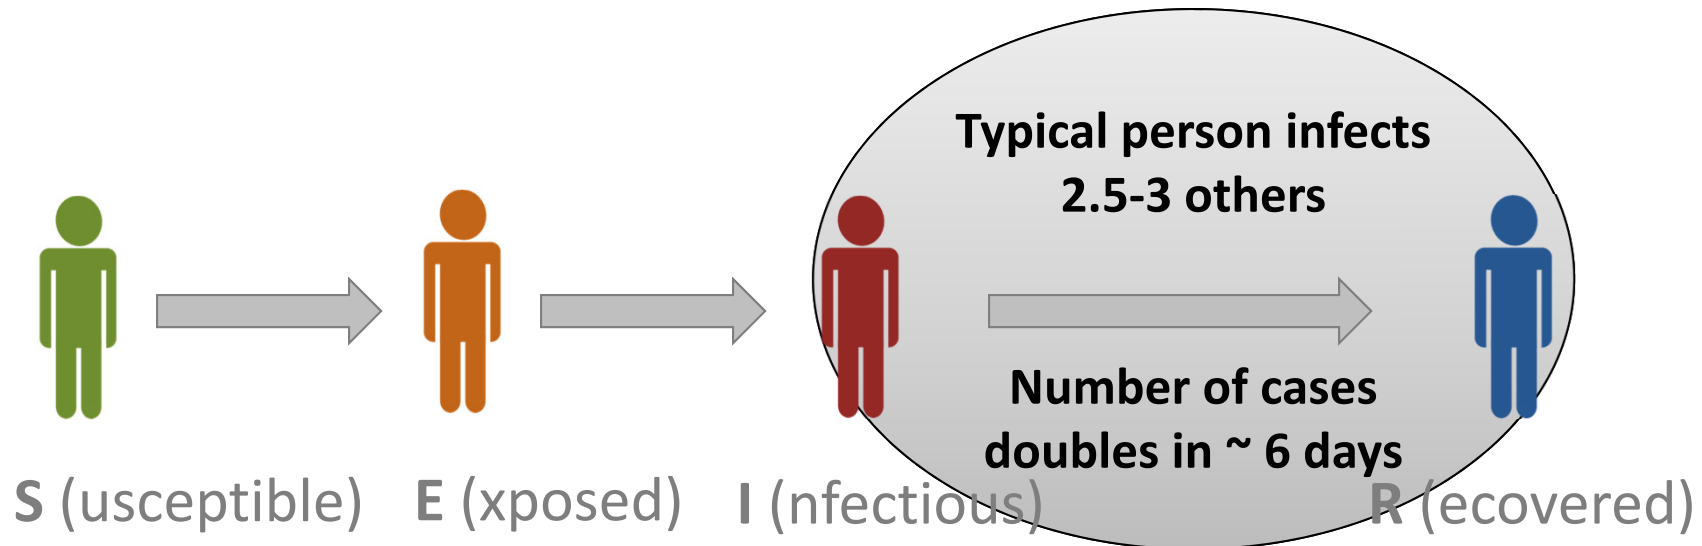 Typical person infects
2.5-3 others
Number of cases
doubles in ~ 6 days
S (usceptible) E (xposed) I (nfectious) R (ecovered)